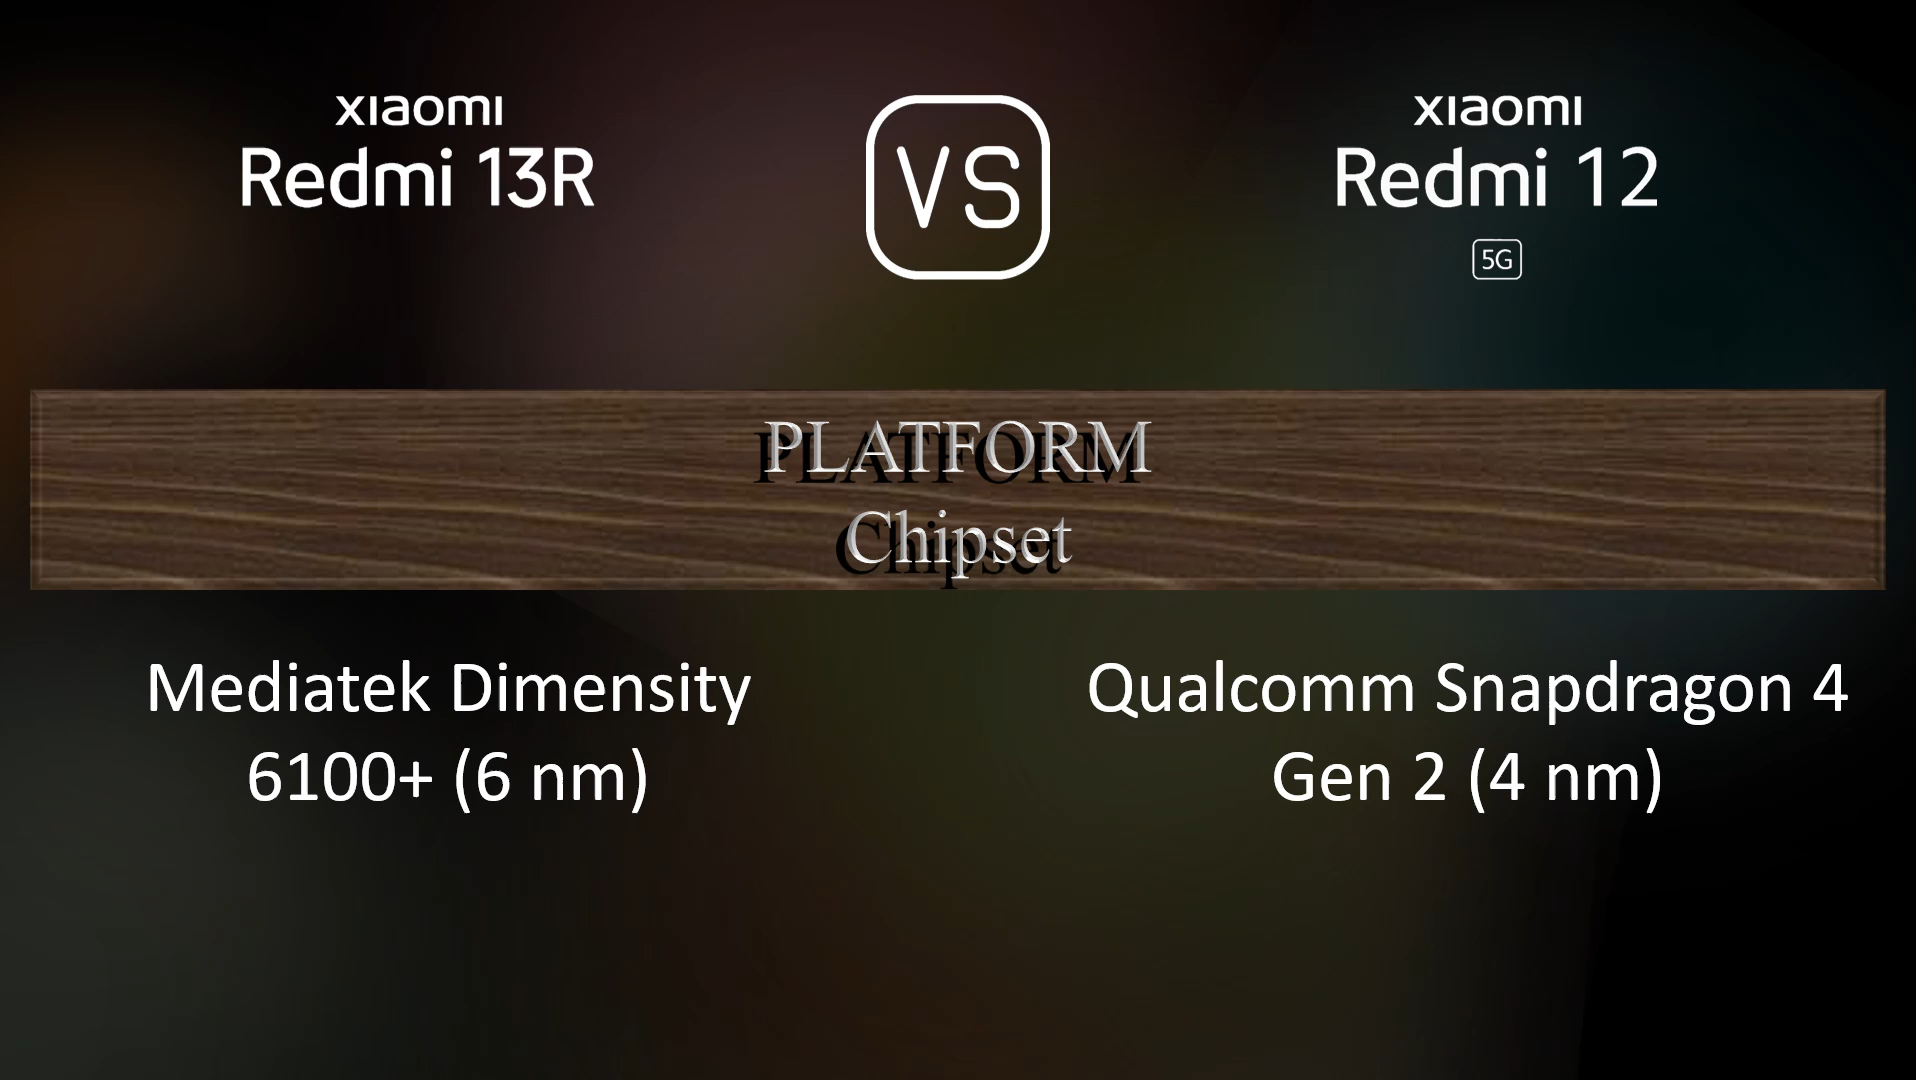 xiaomi
Redmi 13R
VS
xiaomi
Redmi 12
5G
PLATFORM
Chipset
Mediatek Dimensity
6100+ (6 nm)
Qualcomm Snapdragon 4
Gen 2 (4 nm)